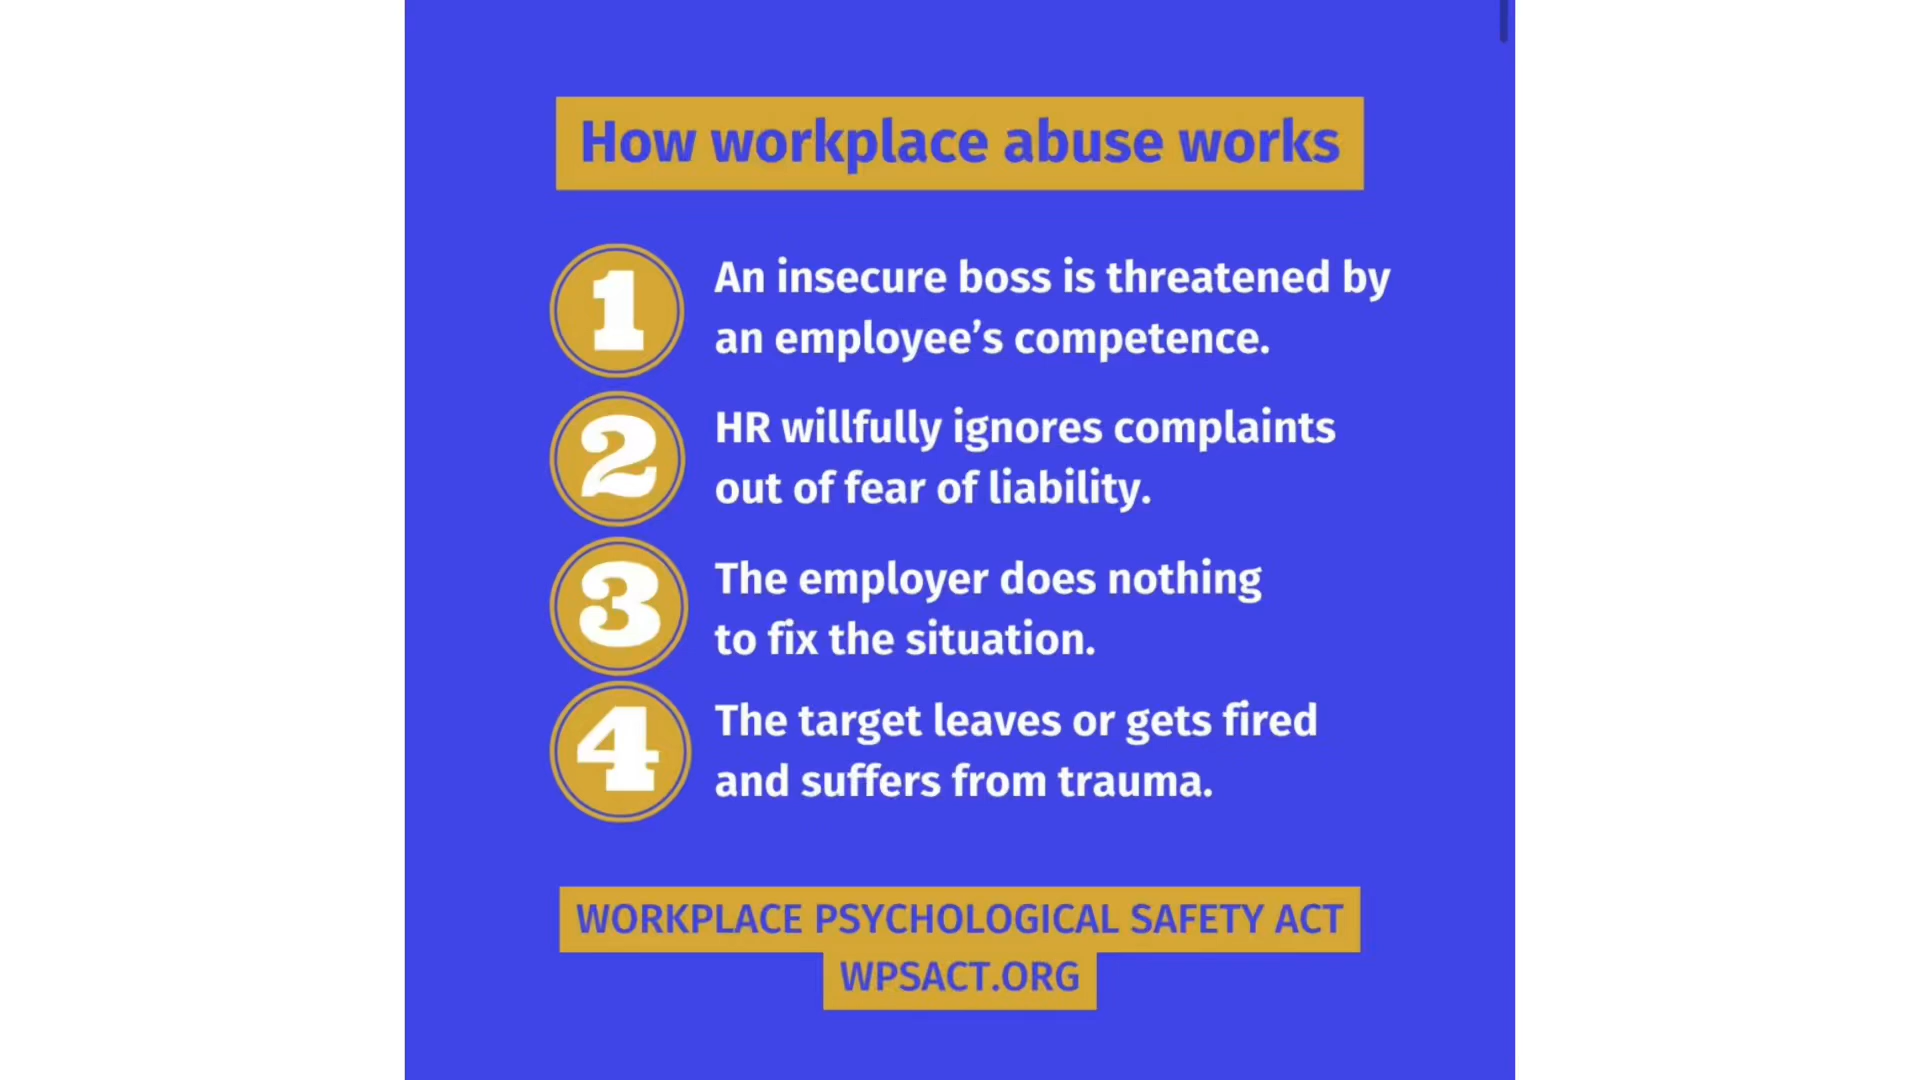 How workplace abuse works
1
An insecure boss is threatened by
an employee’s competence.
2
HR willfully ignores complaints
out of fear of liability.
3
The employer does nothing
to fix the situation.
4
The target leaves or gets fired
and suffers from trauma.
WORKPLACE PSYCHOLOGICAL SAFETY ACT
WPSACT.ORG